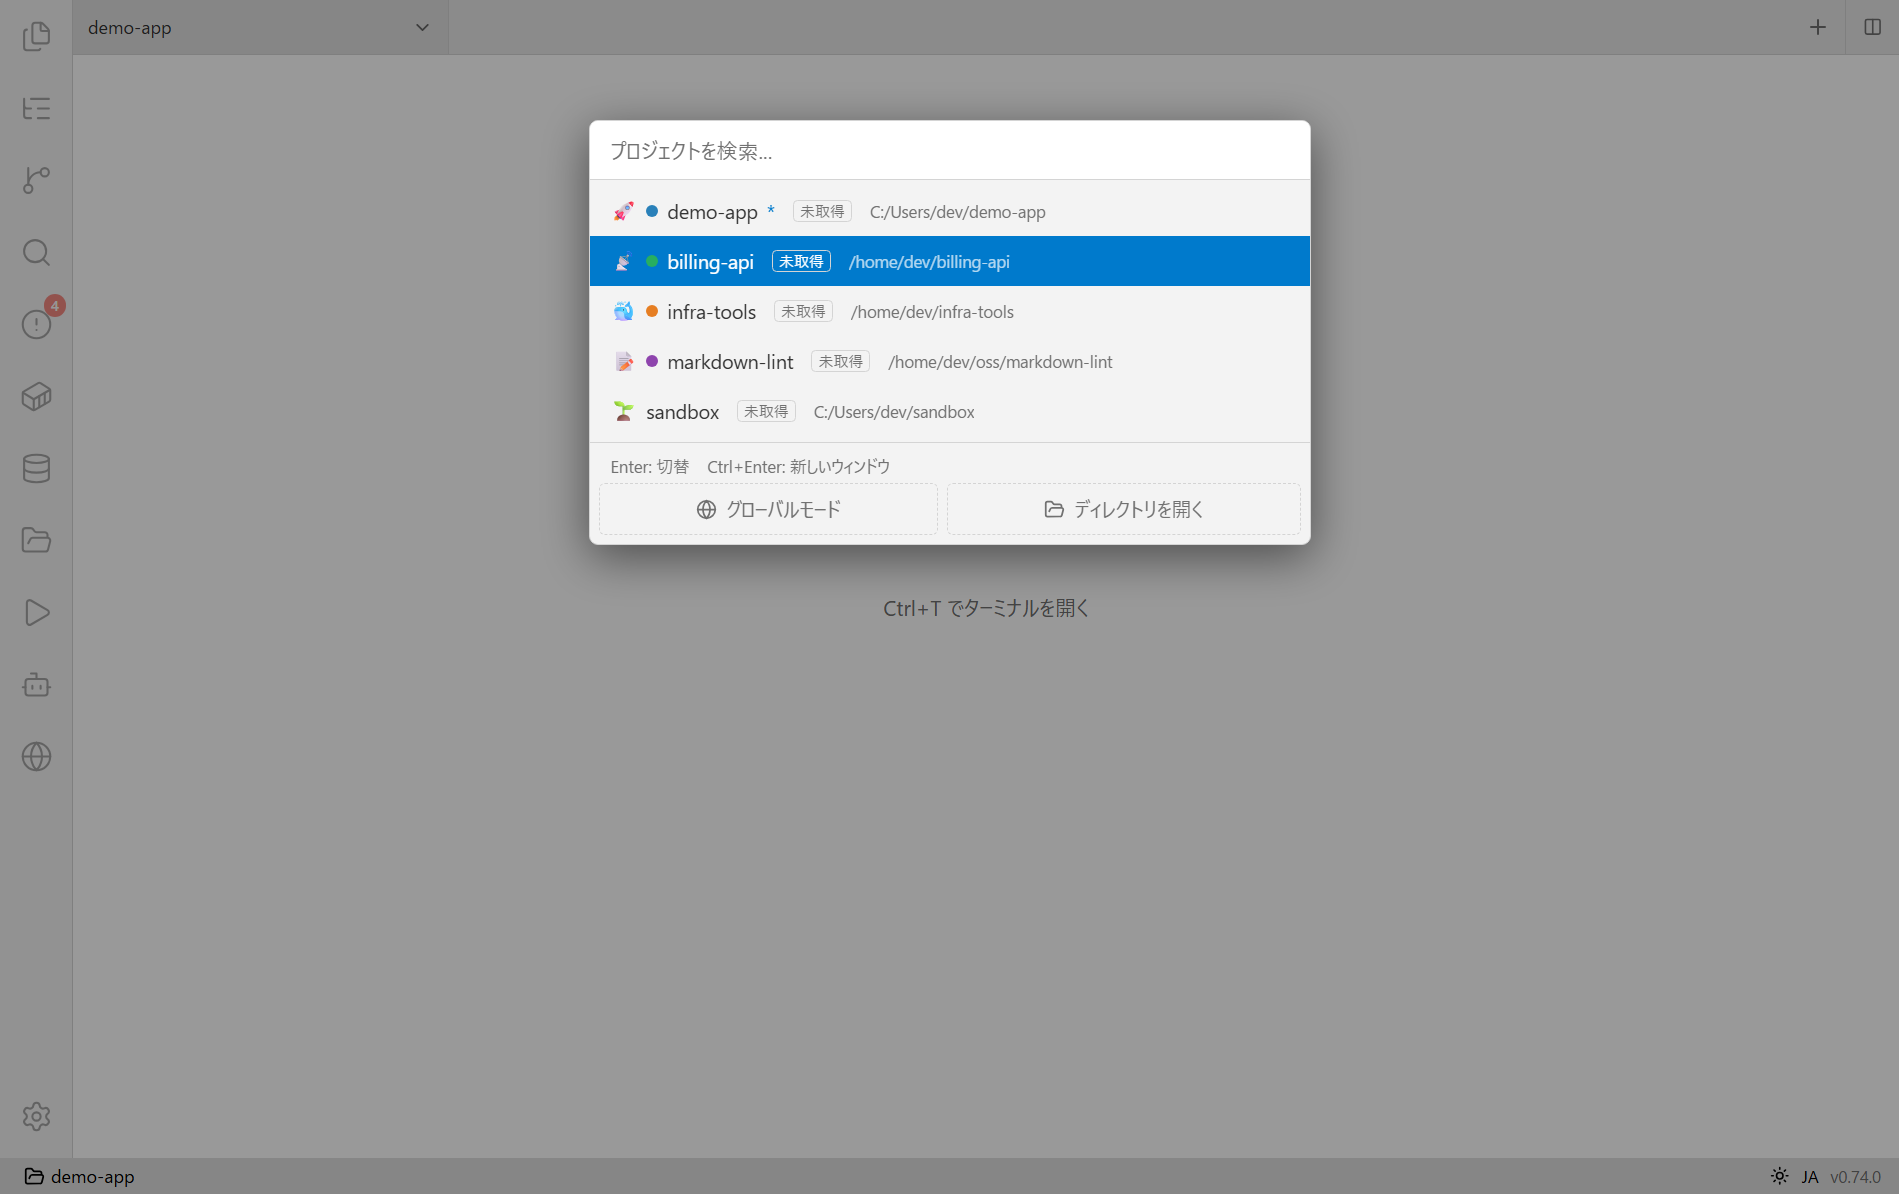 demo-app
4
プロジェクトを検索...
demo-app * 未取得 C:/Users/dev/demo-app
billing-api 未取得 /home/dev/billing-api
infra-tools 未取得 /home/dev/infra-tools
markdown-lint 未取得 /home/dev/oss/markdown-lint
sandbox 未取得 C:/Users/dev/sandbox
Enter: 切替 Ctrl+Enter: 新しいウィンドウ
グローバルモード ディレクトリを開く
Ctrl+T でターミナルを開く
demo-app JA v0.74.0